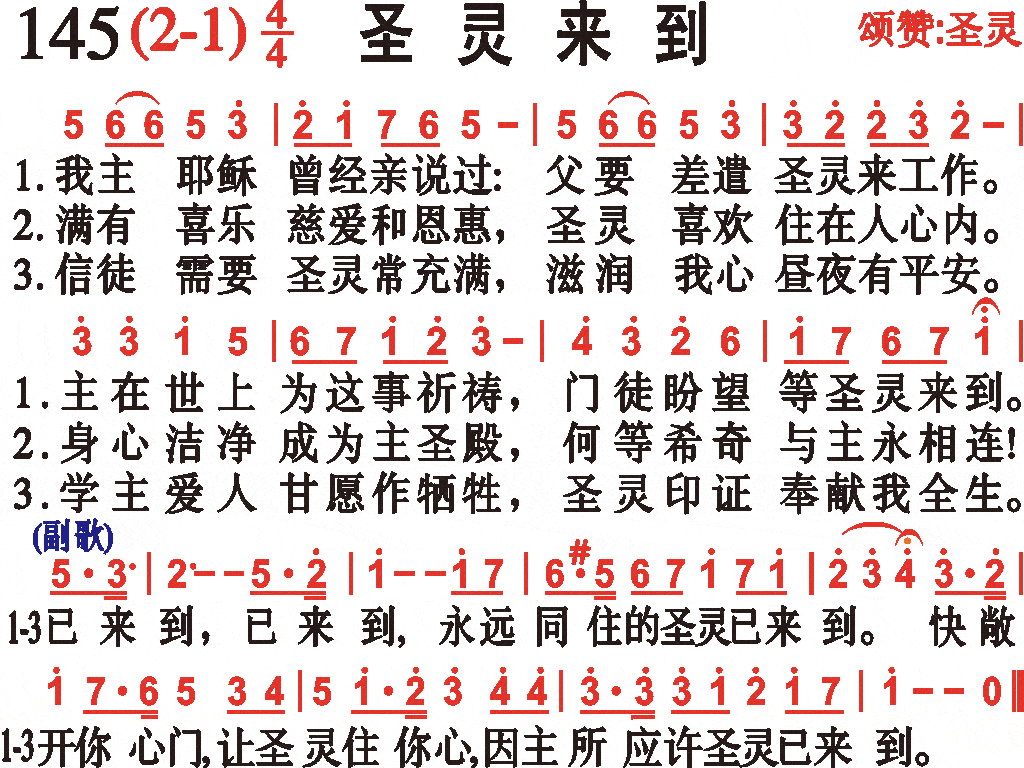 145 (2-1) 4/4 圣灵来到 颂赞:圣灵
5 6 6 5 3̇ | 2̇ 1̇ 7 6 5 – | 5 6 6 5 3̇ | 3̇ 2̇ 2̇ 3̇ 2̇ – |
1.我主 耶稣 曾经亲说过: 父要 差遣 圣灵来工作。
2.满有 喜乐 慈爱和恩惠, 圣灵 喜欢 住在人心内。
3.信徒 需要 圣灵常充满, 滋润 我心 昼夜有平安。
3̇ 3̇ 1̇ 5 | 6 7 1̇ 2̇ 3̇ – | 4̇ 3̇ 2̇ 6 | 1̇ 7 6 7 1̇ |
1.主在世上 为这事祈祷, 门徒盼望 等圣灵来到。
2.身心洁净 成为主圣殿, 何等希奇 与主永相连!
3.学主爱人 甘愿作牺牲, 圣灵印证 奉献我全生。
(副歌)
5·3̇· | 2̇ – – 5·2̇ | 1̇ – – 1̇ 7 | 6·#5 6 7 1̇ 7 1̇ | 2̇ 3̇ 4̇ 3̇·2̇ |
1-3已来到, 已来到, 永远同住的圣灵已来到。 快敞
1̇ 7·6 5 3 4 | 5 1̇·2̇ 3̇ 4̇ 4̇ | 3̇·3̇ 3̇ 1̇ 2̇ 1̇ 7 | 1̇ – – 0 ‖
1-3开你心门,让圣灵住你心,因主所应许圣灵已来到。